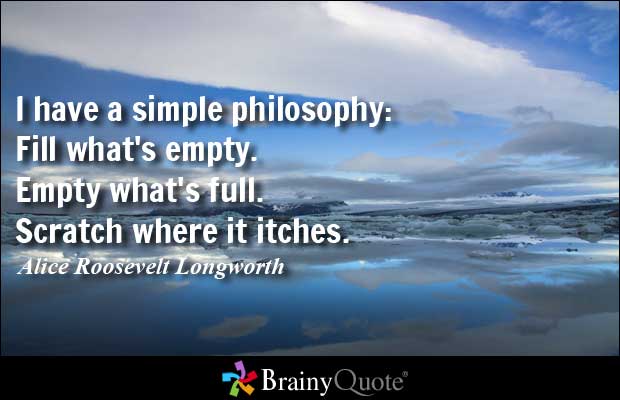 I have a simple philosophy:
Fill what's empty.
Empty what's full.
Scratch where it itches.
Alice Roosevelt Longworth
BrainyQuote®